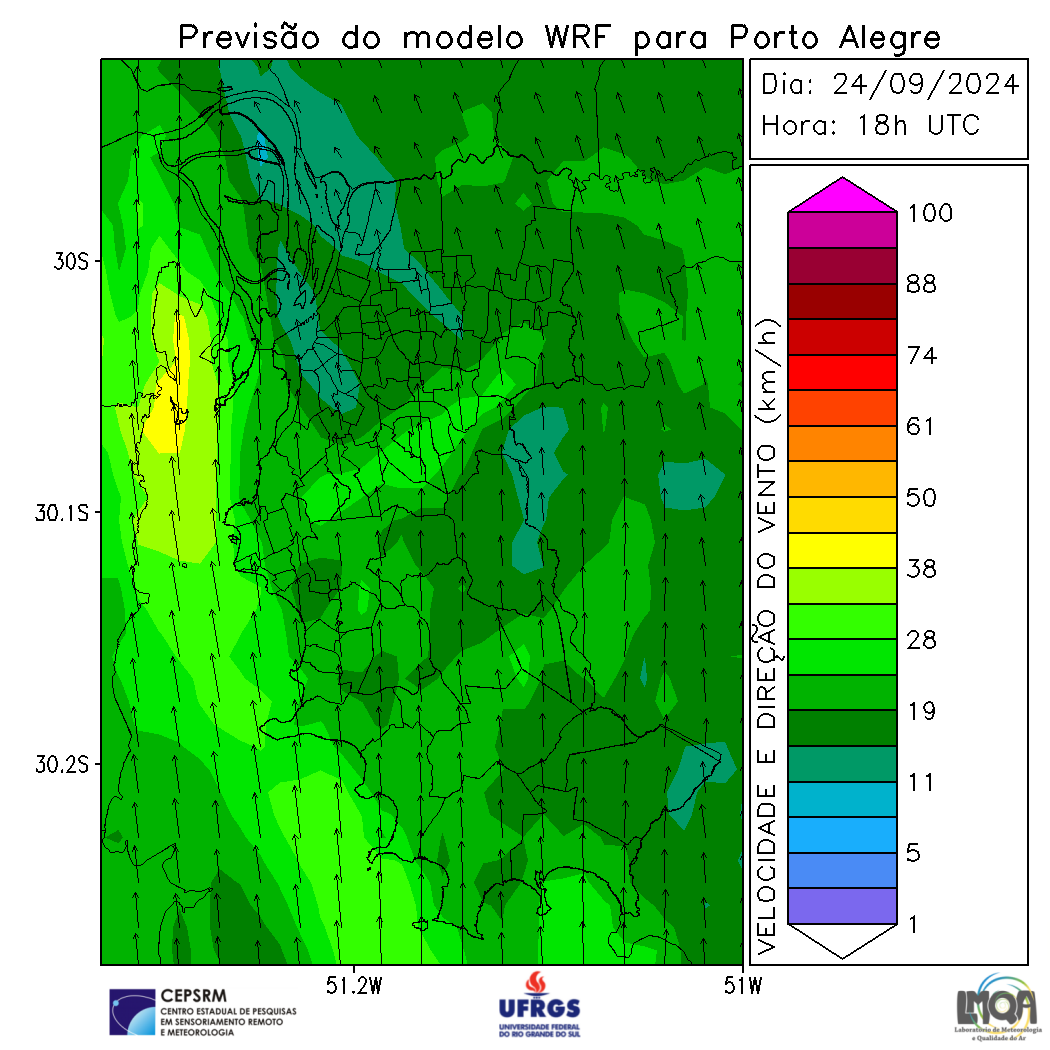 Previsão do modelo WRF para Porto Alegre
Dia: 24/09/2024
Hora: 18h UTC
30S
30.1S
30.2S
51.2W
51W
VELOCIDADE E DIREÇÃO DO VENTO (km/h)
100
88
74
61
50
38
28
19
11
5
1
CEPSRM
CENTRO ESTADUAL DE PESQUISAS
EM SENSORIAMENTO REMOTO
E METEOROLOGIA
UFRGS
UNIVERSIDADE FEDERAL
DO RIO GRANDE DO SUL
LMQA
Laboratório de Meteorologia
e Qualidade do Ar